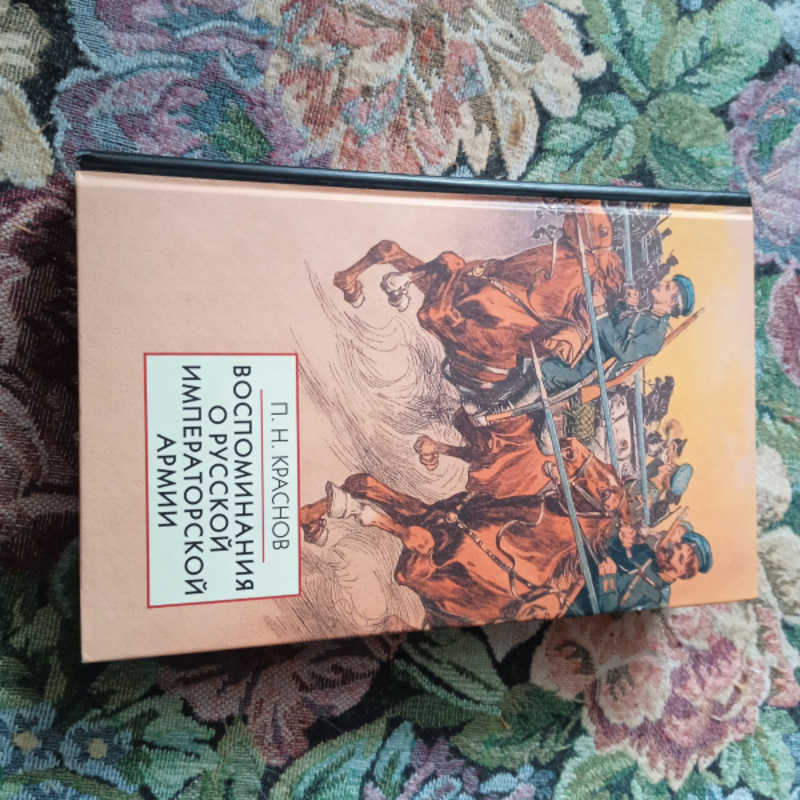 П. Н. КРАСНОВ
ВОСПОМИНАНИЯ
О РУССКОЙ
ИМПЕРАТОРСКОЙ
АРМИИ